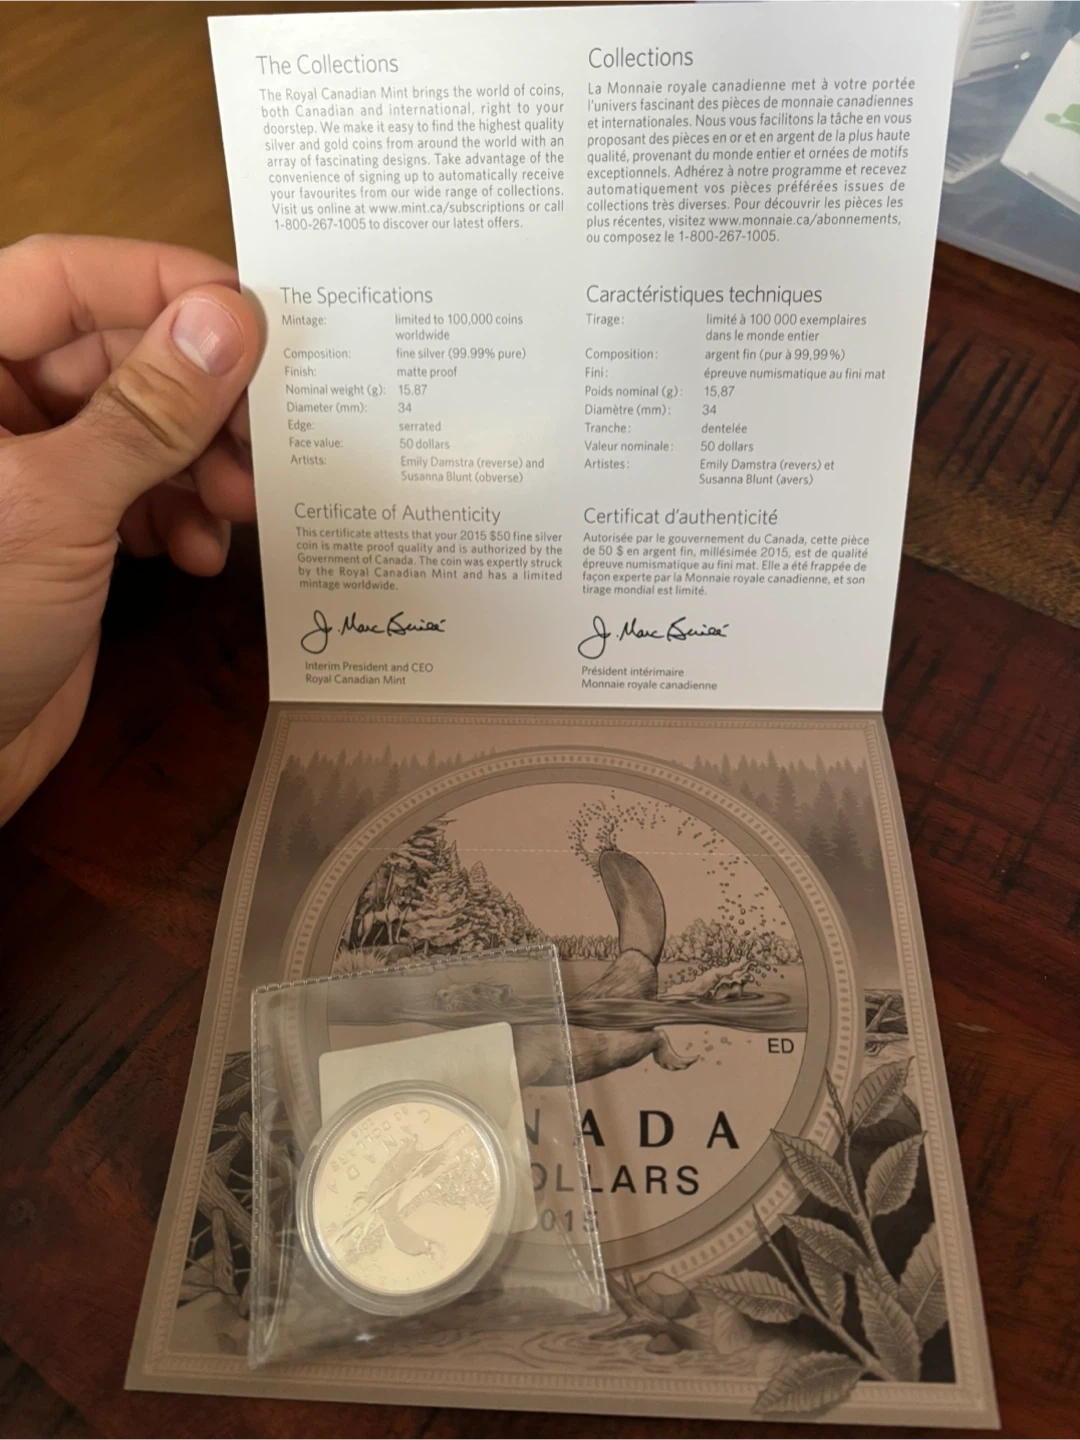 The Collections
The Royal Canadian Mint brings the world of coins,
both Canadian and international, right to your
doorstep. We make it easy to find the highest quality
silver and gold coins from around the world with an
array of fascinating designs. Take advantage of the
convenience of signing up to automatically receive
your favourites from our wide range of collections.
Visit us online at www.mint.ca/subscriptions or call
1-800-267-1005 to discover our latest offers.
The Specifications
Mintage: limited to 100,000 coins
worldwide
Composition: fine silver (99.99% pure)
Finish: matte proof
Nominal weight (g): 15.87
Diameter (mm): 34
Edge: serrated
Face value: 50 dollars
Artists: Emily Damstra (reverse) and
Susanna Blunt (obverse)
Certificate of Authenticity
This certificate attests that your 2015 $50 fine silver
coin is matte proof quality and is authorized by the
Government of Canada. The coin was expertly struck
by the Royal Canadian Mint and has a limited
mintage worldwide.
Interim President and CEO
Royal Canadian Mint
Collections
La Monnaie royale canadienne met à votre portée
l'univers fascinant des pièces de monnaie canadiennes
et internationales. Nous vous facilitons la tâche en vous
proposant des pièces en or et en argent de la plus haute
qualité, provenant du monde entier et ornées de motifs
exceptionnels. Adhérez à notre programme et recevez
automatiquement vos pièces préférées issues de
collections très diverses. Pour découvrir les pièces les
plus récentes, visitez www.monnaie.ca/abonnements,
ou composez le 1-800-267-1005.
Caractéristiques techniques
Tirage: limité à 100 000 exemplaires
dans le monde entier
Composition: argent fin (pur à 99,99%)
Fini: épreuve numismatique au fini mat
Poids nominal (g): 15,87
Diamètre (mm): 34
Tranche: dentelée
Valeur nominale: 50 dollars
Artistes: Emily Damstra (revers) et
Susanna Blunt (avers)
Certificat d'authenticité
Autorisée par le gouvernement du Canada, cette pièce
de 50 $ en argent fin, millésimée 2015, est de qualité
épreuve numismatique au fini mat. Elle a été frappée de
façon experte par la Monnaie royale canadienne, et son
tirage mondial est limité.
Président intérimaire
Monnaie royale canadienne
ED
NADA
OLLARS
015